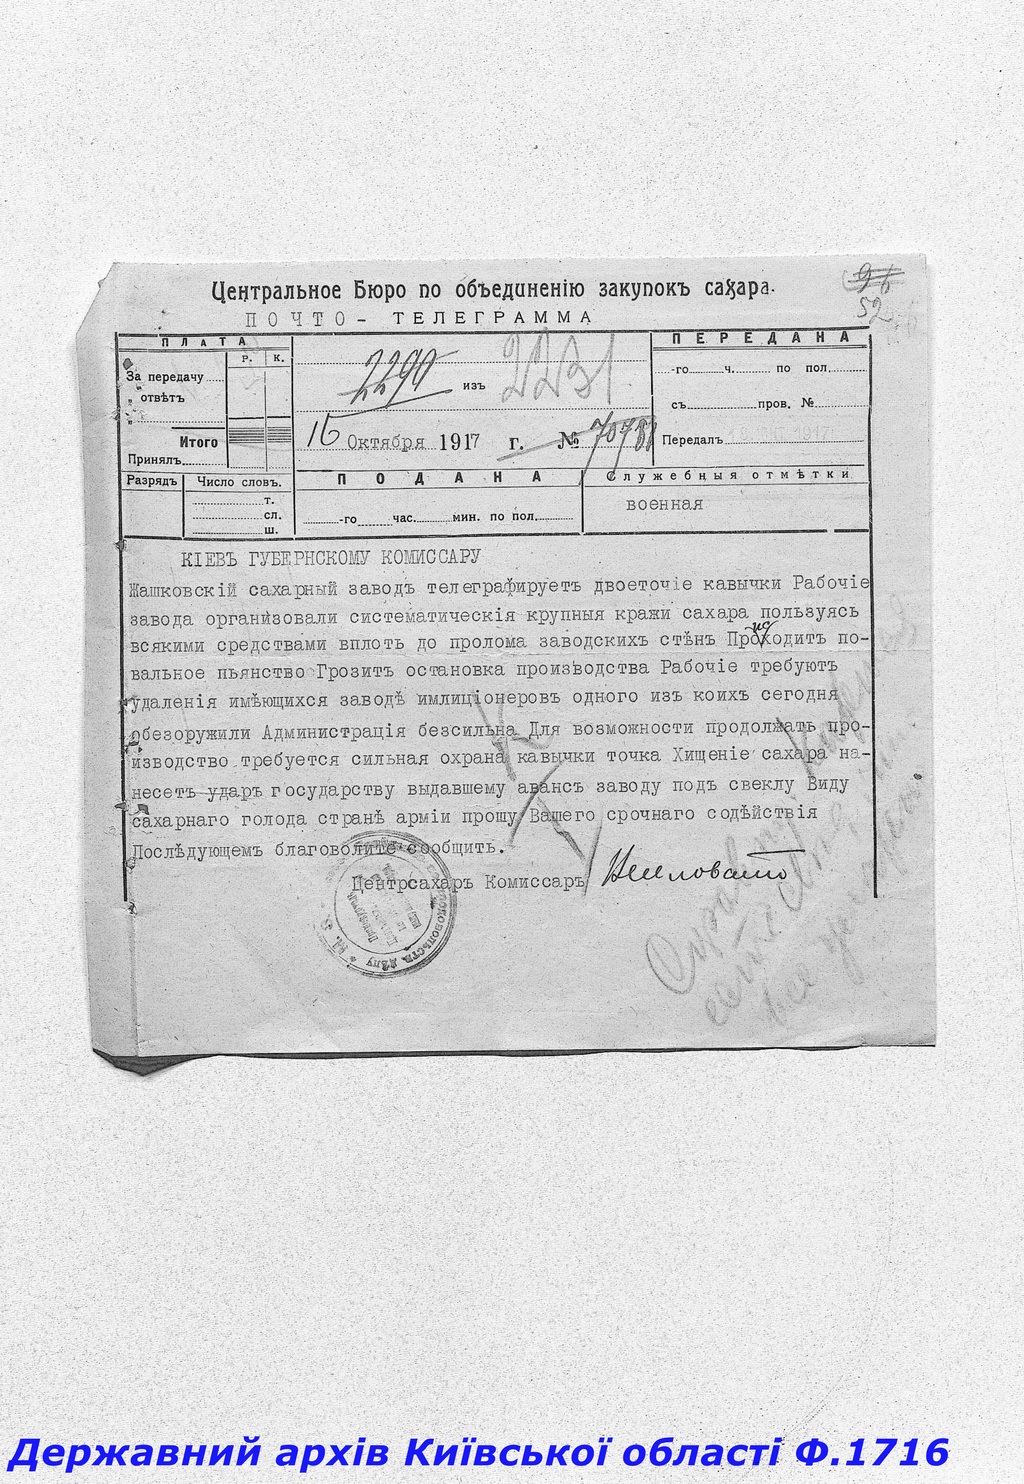 96
52
Центральное Бюро по объединенію закупокъ сахара.
ПОЧТО - ТЕЛЕГРАММА
ПЛАТА
Р. К.
За передачу
" отвѣтъ
"
Итого
Принялъ
2290 изъ 2231
16 Октября 1917 г. № 70788
ПЕРЕДАНА
-го ч. по пол.
съ пров. №
Передалъ
Разрядъ
Число словъ.
т.
сл.
ш.
ПОДАНА
-го час. мин. по пол.
Служебныя отмѣтки
военная
КІЕВЪ ГУБЕРНСКОМУ КОМИССАРУ
Жашковскій сахарный заводъ телеграфируетъ двоеточіе кавычки Рабочіе
завода организовали систематическія крупныя кражи сахара пользуясь
всякими средствами вплоть до пролома заводскихъ стѣнъ Происходитъ по-
вальное пьянство Грозитъ остановка производства Рабочіе требуютъ
удаленія имѣющихся заводѣ имлиціонеровъ одного изъ коихъ сегодня
обезоружили Администрація безсильна Для возможности продолжать про-
изводство требуется сильная охрана кавычки точка Хищеніе сахара на-
несетъ ударъ государству выдавшему авансъ заводу подъ свеклу Виду
сахарнаго голода странѣ арміи прошу Вашего срочнаго содѣйствія
Послѣдующемъ благоволите сообщить.
Центросахаръ Комиссаръ
Державний архів Київської області Ф.1716